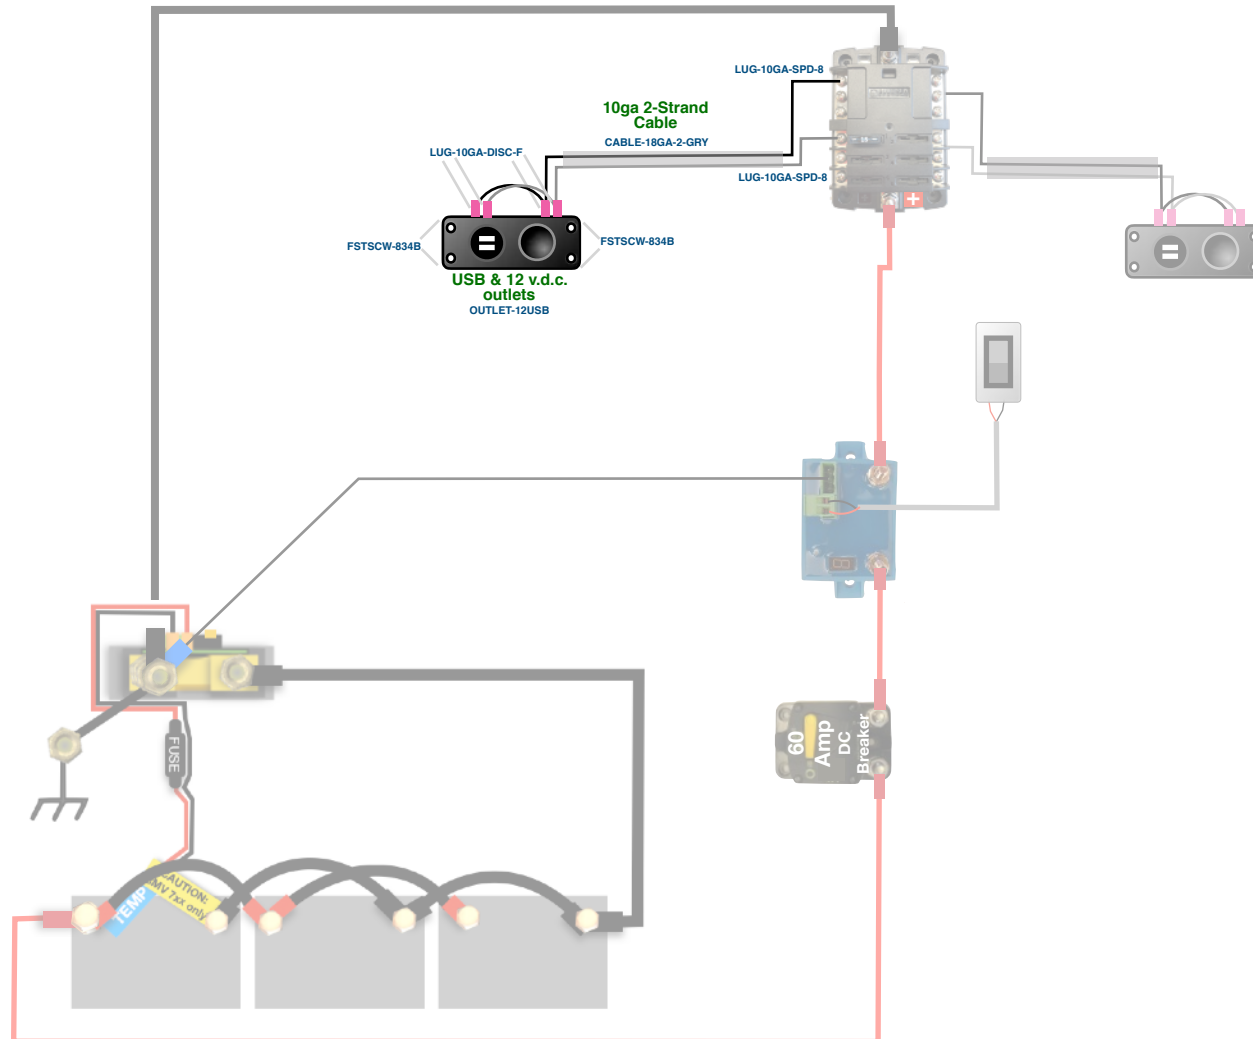 LUG-10GA-SPD-8
10ga 2-Strand
Cable
CABLE-18GA-2-GRY
LUG-10GA-DISC-F
LUG-10GA-SPD-8
FSTSCW-834B
FSTSCW-834B
USB & 12 v.d.c.
outlets
OUTLET-12USB
60
Amp
DC
Breaker
FUSE
CAUTION:
MV 7xx only
TEMP